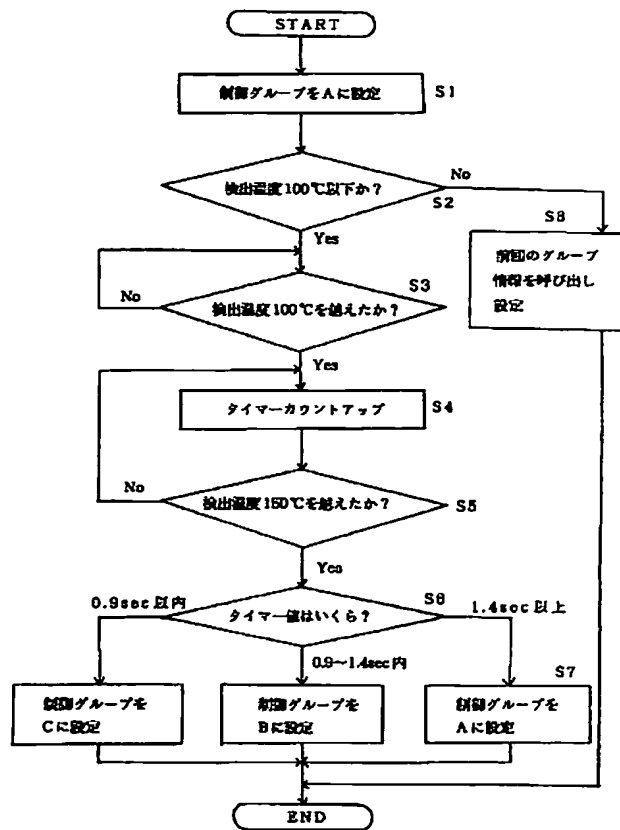 START
制御グループをAに設定
S1
検出温度100℃以下か?
No
S2
S8
Yes
前回のグループ
情報を呼び出し
設定
S3
No
検出温度100℃を越えたか?
Yes
タイマーカウントアップ
S4
No
検出温度150℃を越えたか?
S5
Yes
0.9sec以内
S6
タイマー値はいくら?
1.4sec以上
0.9〜1.4sec内
S7
制御グループを
Cに設定
制御グループを
Bに設定
制御グループを
Aに設定
END